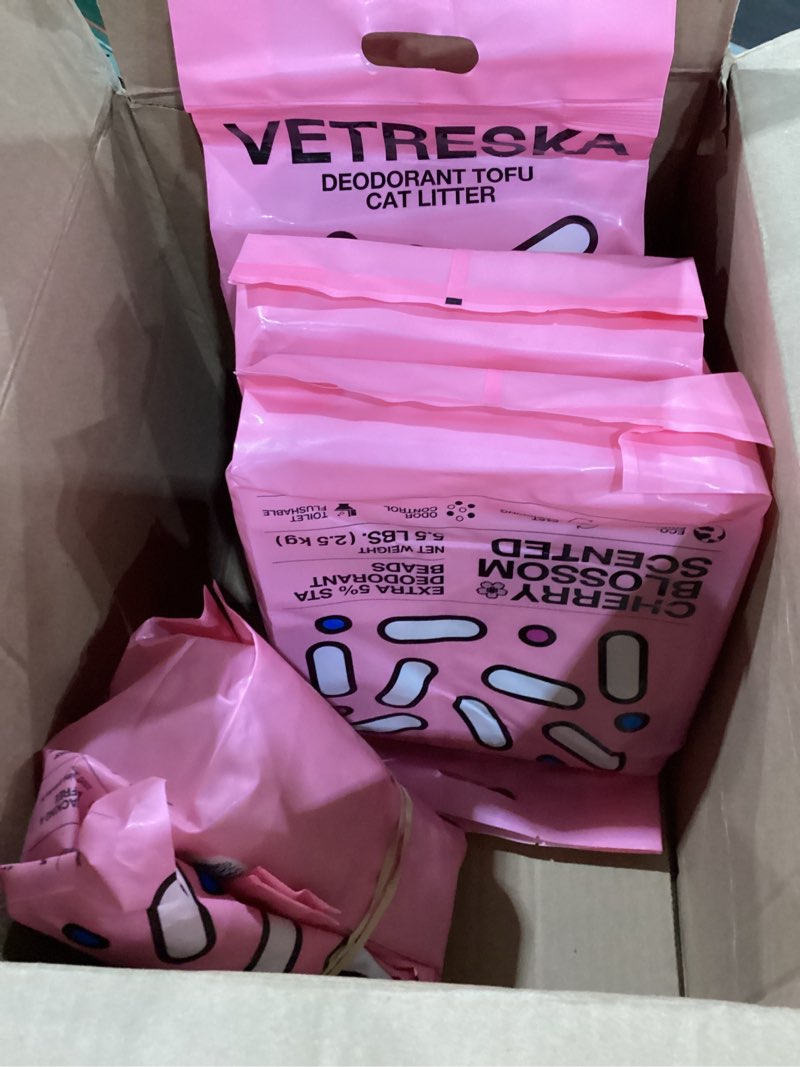 VETRESKA
DEODORANT TOFU
CAT LITTER
CHERRY
BLOSSOM
SCENTED
EXTRA 5% STA
DEODORANT
BEADS
NET WEIGHT
5.5 LBS. (2.5 kg)
ECO
ODOR
CONTROL
TOILET
FLUSHABLE